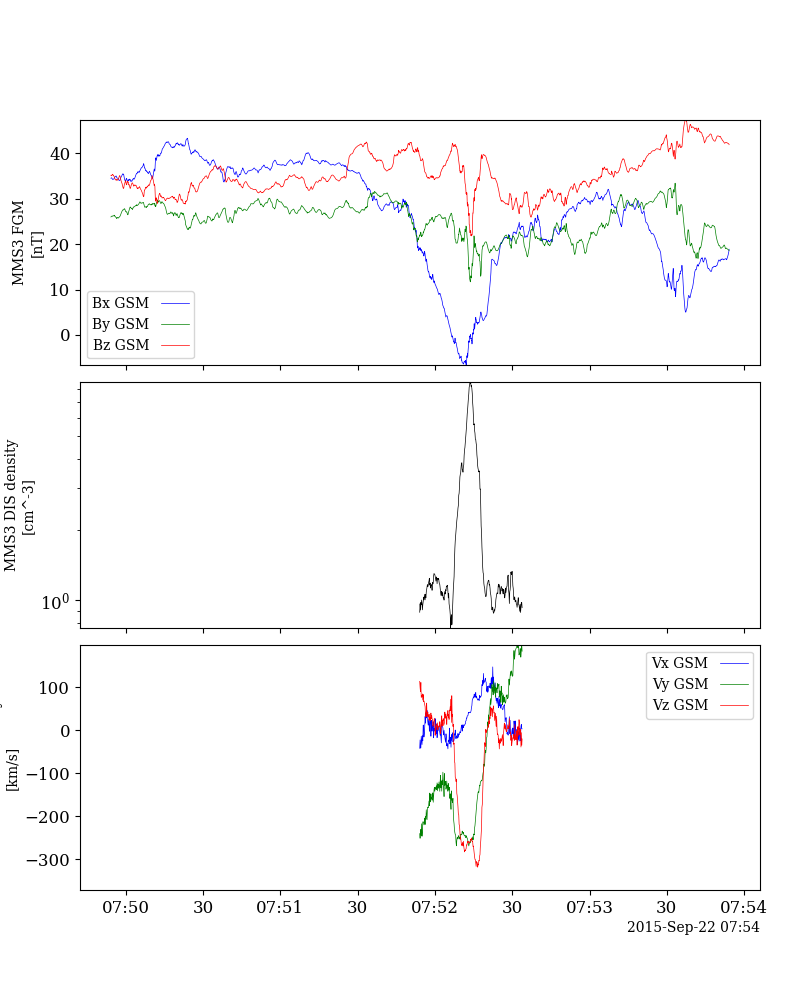 MMS3 FGM
[nT]
40
30
20
10
0
Bx GSM
By GSM
Bz GSM
MMS3 DIS density
[cm^-3]
10^0
[km/s]
100
0
−100
−200
−300
Vx GSM
Vy GSM
Vz GSM
07:50 30 07:51 30 07:52 30 07:53 30 07:54
2015-Sep-22 07:54